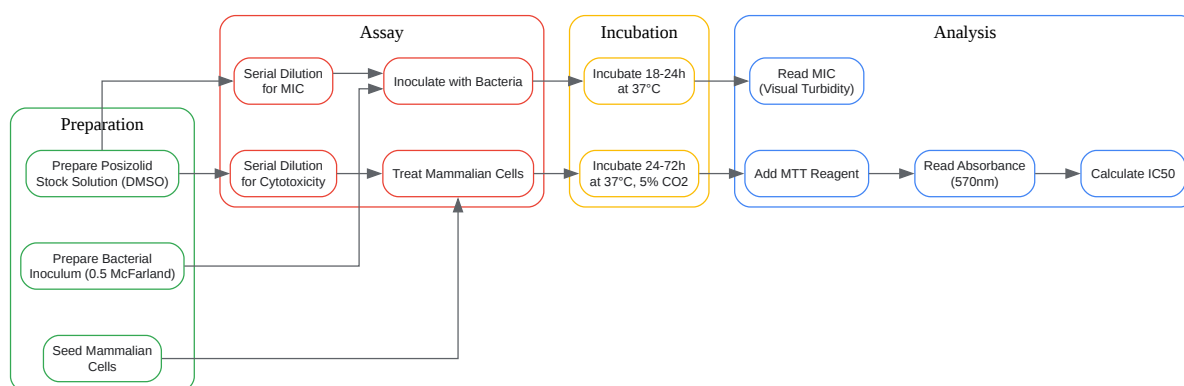 Preparation
Prepare Posizolid
Stock Solution (DMSO)
Prepare Bacterial
Inoculum (0.5 McFarland)
Seed Mammalian
Cells
Assay
Serial Dilution
for MIC
Inoculate with Bacteria
Serial Dilution
for Cytotoxicity
Treat Mammalian Cells
Incubation
Incubate 18-24h
at 37°C
Incubate 24-72h
at 37°C, 5% CO2
Analysis
Read MIC
(Visual Turbidity)
Add MTT Reagent
Read Absorbance
(570nm)
Calculate IC50